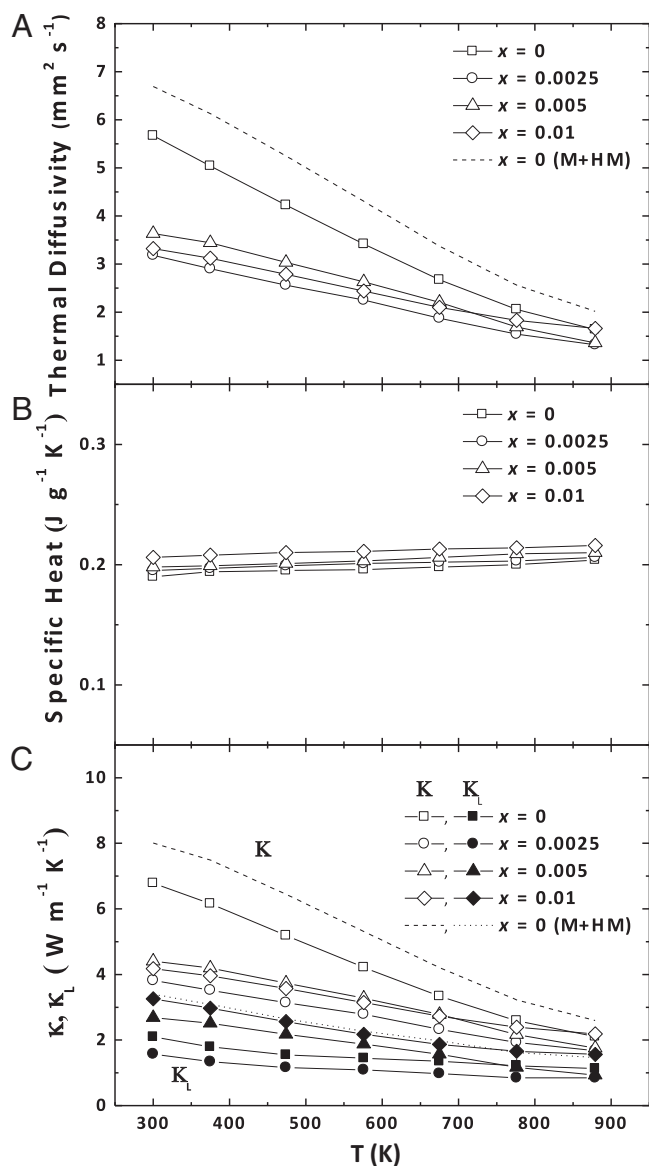 A
Thermal Diffusivity (mm² s⁻¹)
8
7
6
5
4
3
2
1
x = 0
x = 0.0025
x = 0.005
x = 0.01
x = 0 (M+HM)
B
Specific Heat (J g⁻¹ K⁻¹)
0.3
0.2
0.1
x = 0
x = 0.0025
x = 0.005
x = 0.01
C
κ, κL ( W m⁻¹ K⁻¹)
10
8
6
4
2
0
κ κL
, x = 0
, x = 0.0025
, x = 0.005
, x = 0.01
, x = 0 (M+HM)
κ
κL
300 400 500 600 700 800 900
T (K)